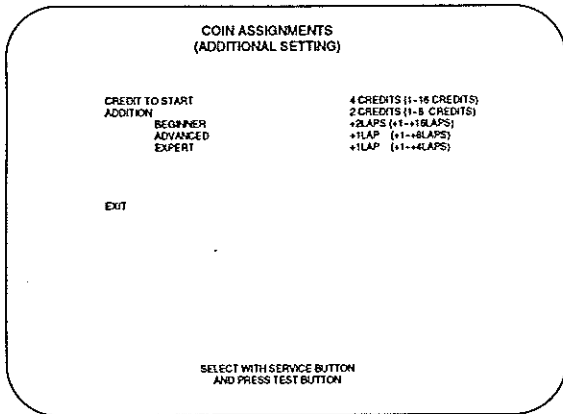 COIN ASSIGNMENTS
(ADDITIONAL SETTING)
CREDIT TO START 4 CREDITS (1-16 CREDITS)
ADDITION 2 CREDITS (1-5 CREDITS)
BEGINNER +2LAPS (+1-+16LAPS)
ADVANCED +1LAP (+1-+8LAPS)
EXPERT +1LAP (+1-+4LAPS)
EXIT
SELECT WITH SERVICE BUTTON
AND PRESS TEST BUTTON